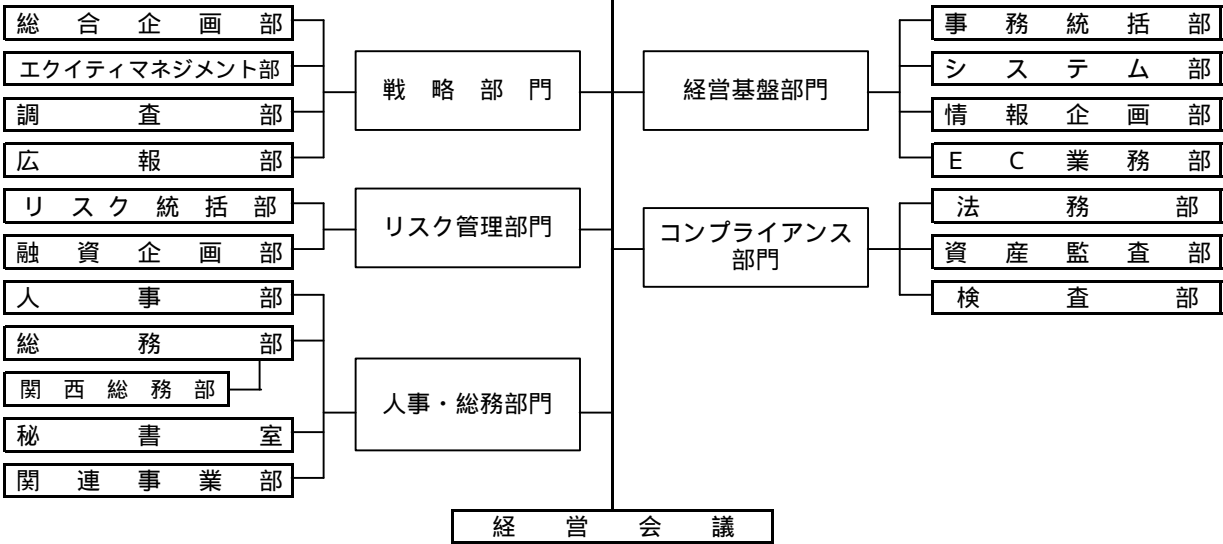 総合企画部
エクイティマネジメント部
調査部
広報部
戦略部門
リスク統括部
融資企画部
リスク管理部門
人事部
総務部
関西総務部
秘書室
関連事業部
人事・総務部門
経営基盤部門
事務統括部
システム部
情報企画部
EC業務部
コンプライアンス
部門
法務部
資産監査部
検査部
経営会議